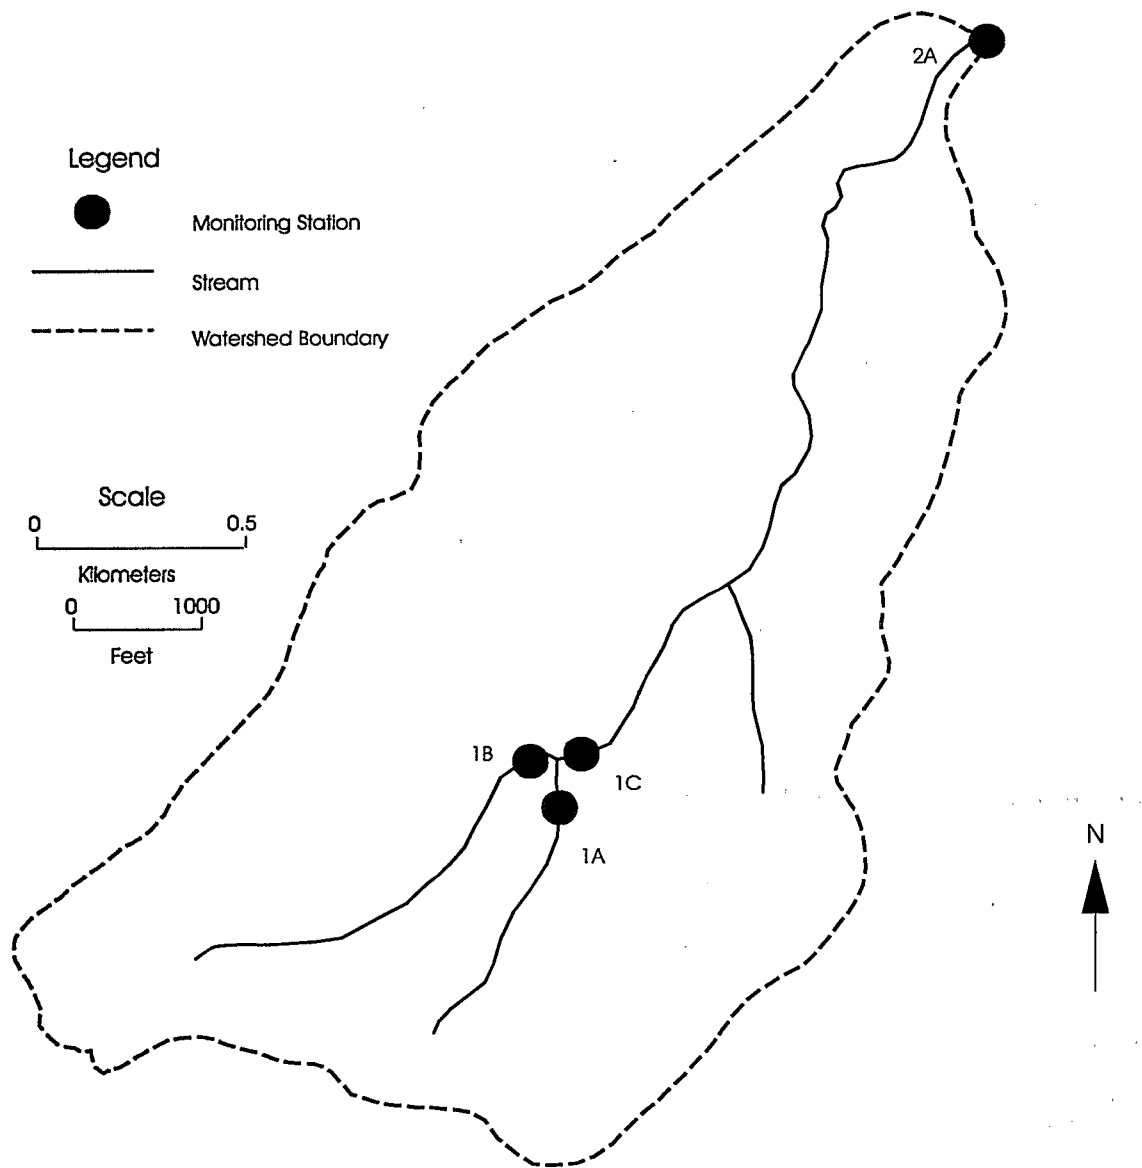 2A
Legend
Monitoring Station
Stream
Watershed Boundary
Scale
0 0.5
Kilometers
0 1000
Feet
1B
1C
1A
N